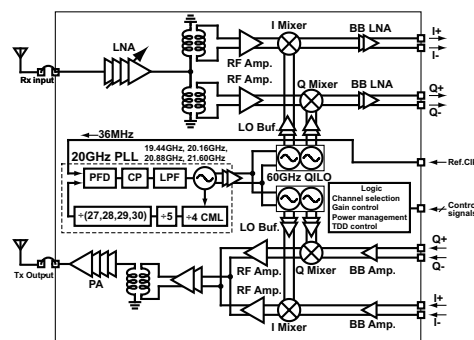 I Mixer
BB LNA
I+
I-
LNA
RF Amp.
Rx input
Q Mixer
BB LNA
Q+
Q-
RF Amp.
LO Buf.
36MHz
19.44GHz, 20.16GHz,
20.88GHz, 21.60GHz
20GHz PLL
Ref.Clk
60GHz QILO
PFD
CP
LPF
Logic
Channel selection
Gain control
Power management
TDD control
Control
signals
÷(27,28,29,30)
÷5
÷4 CML
LO Buf.
Q+
Q-
Tx Output
PA
RF Amp.
Q Mixer
BB Amp.
RF Amp.
I+
I-
I Mixer
BB Amp.